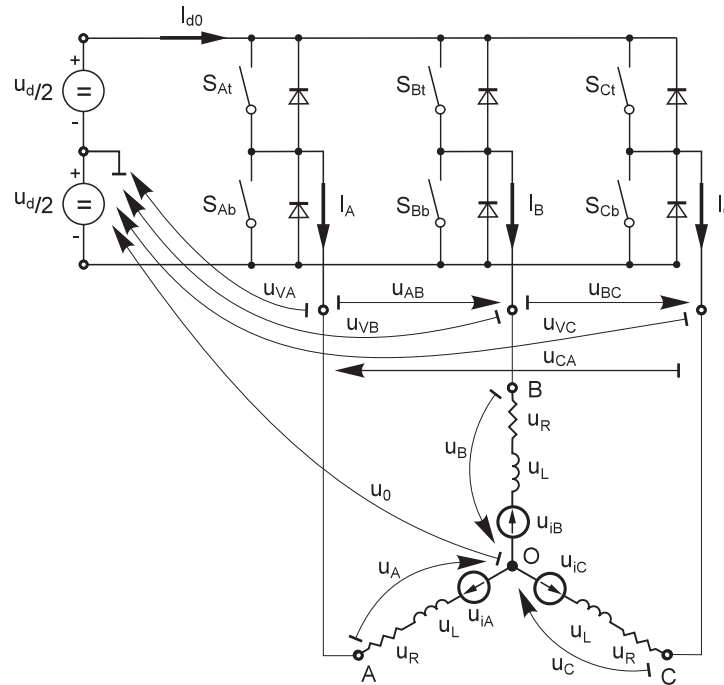 I_d0
+
u_d/2
=
-
+
u_d/2
=
-
S_At
S_Bt
S_Ct
S_Ab
S_Bb
S_Cb
I_A
I_B
I
u_VA
u_AB
u_BC
u_VB
u_VC
u_CA
B
u_R
u_B
u_L
u_0
u_iB
O
u_iC
u_A
u_iA
u_L
u_L
u_R
u_C
u_R
A
C